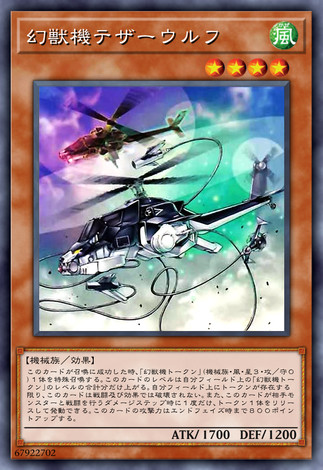 幻獣機テザーウルフ
風
【機械族/効果】
このカードが召喚に成功した時、「幻獣機トークン」(機械族・風・星3・攻/守0
)1体を特殊召喚する。このカードのレベルは自分フィールド上の「幻獣機トーク
ン」のレベルの合計分だけ上がる。自分フィールド上にトークンが存在する
限り、このカードは戦闘及び効果では破壊されない。また、このカードが相手モ
ンスターと戦闘を行うダメージステップ時に1度だけ、トークン1体をリリー
スして発動できる。このカードの攻撃力はエンドフェイズ時まで800ポイン
トアップする。
ATK/1700 DEF/1200
67922702